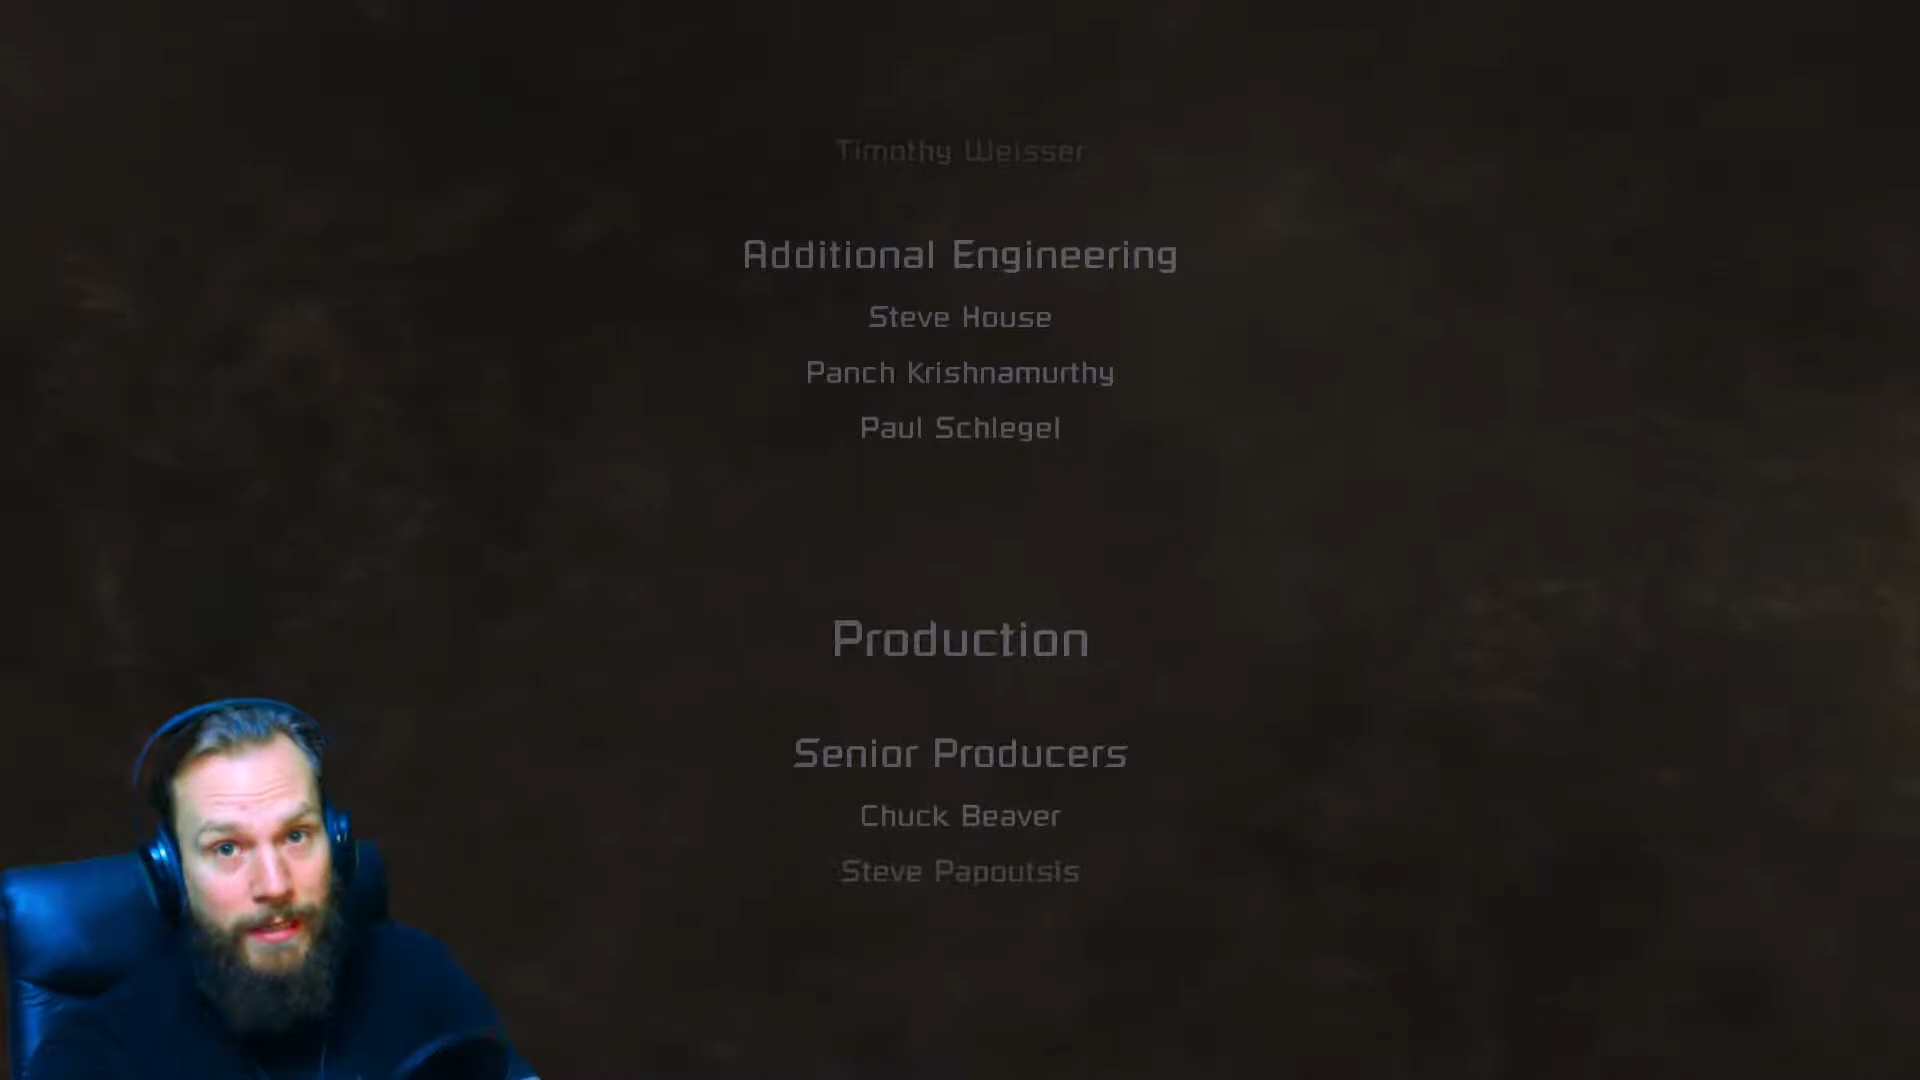 Timothy Weisser
Additional Engineering
Steve House
Panch Krishnamurthy
Paul Schlegel
Production
Senior Producers
Chuck Beaver
Steve Papoutsis